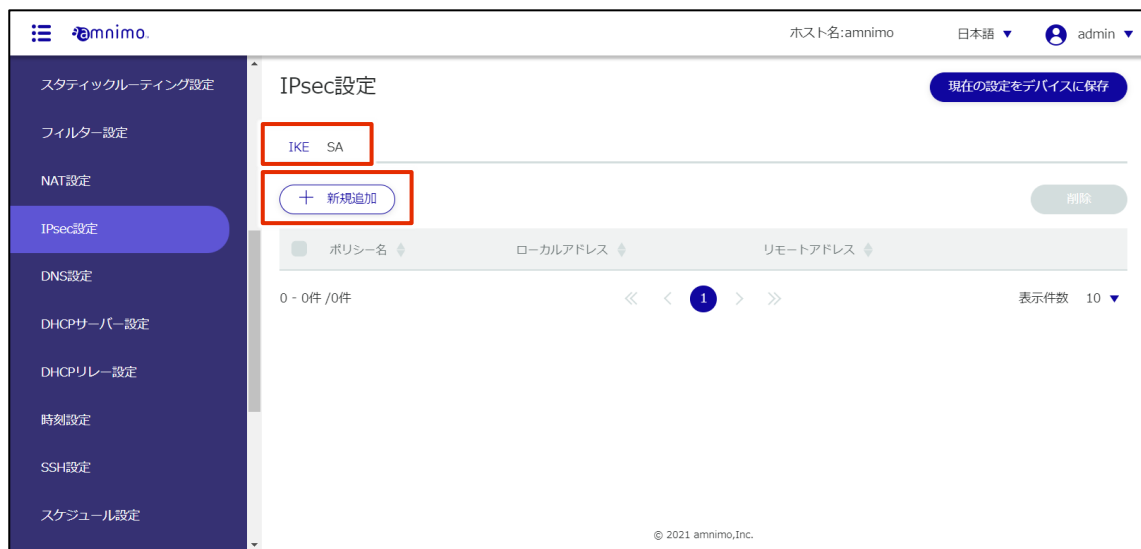 amnimo.
ホスト名:amnimo
日本語 ▼
admin ▼
スタティックルーティング設定
フィルター設定
NAT設定
IPsec設定
DNS設定
DHCPサーバー設定
DHCPリレー設定
時刻設定
SSH設定
スケジュール設定
IPsec設定
現在の設定をデバイスに保存
IKE SA
＋ 新規追加
削除
ポリシー名 ローカルアドレス リモートアドレス
0 - 0件 /0件
≪ < 1 > ≫
表示件数 10 ▼
© 2021 amnimo,Inc.